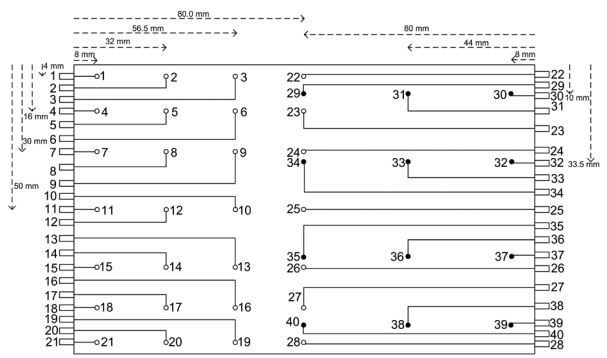 80.0 mm
56.5 mm
80 mm
32 mm
44 mm
8 mm
8 mm
4 mm
1 1 2 3 22 22
2 29
29 31 30 30
3 10 mm
16 mm 31
4 4 5 6 23
5 23
6
30 mm
7 7 8 9 24 24
34 33 32 32
33.5 mm
8 33
9 34
50 mm
10
11 11 12 10 25 25
12
35
13 36
14 35 36 37 37
15 15 14 13 26 26
16
27
17 27
18 18 17 16 38
19 40 38 39 39
20 40
21 21 20 19 28 28